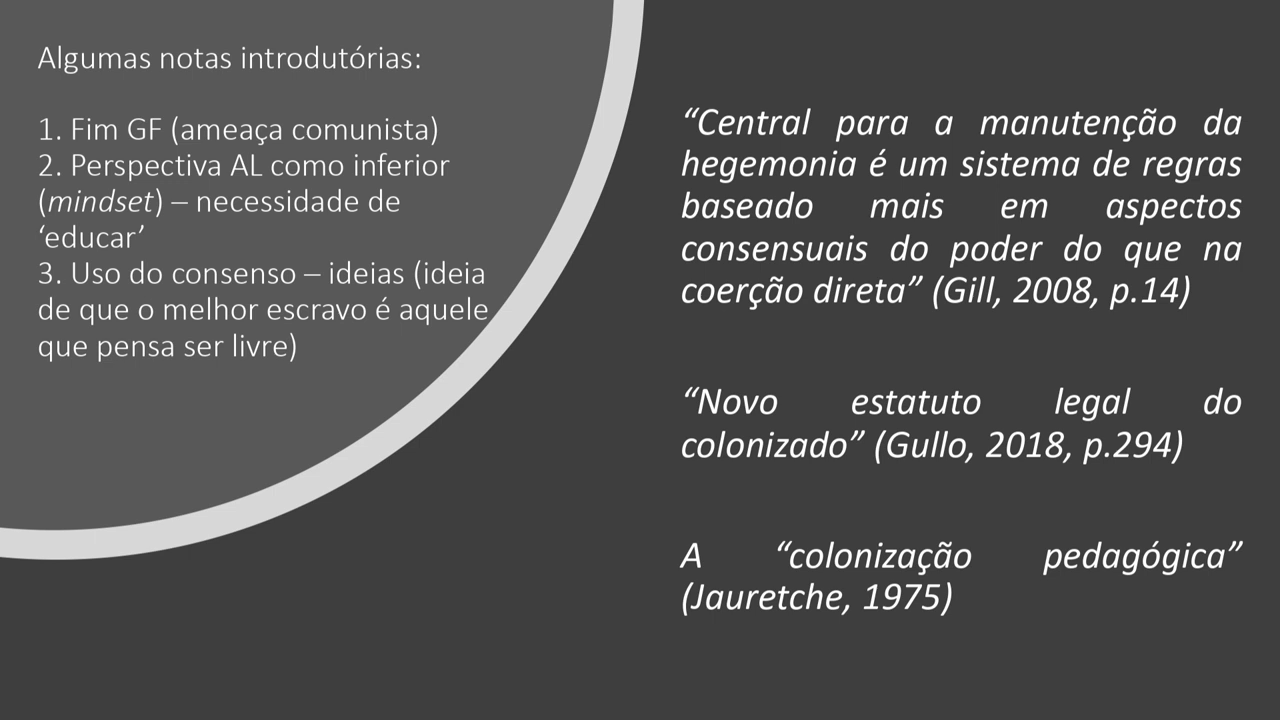 Algumas notas introdutórias:
1. Fim GF (ameaça comunista)
2. Perspectiva AL como inferior
(mindset) – necessidade de
‘educar’
3. Uso do consenso – ideias (ideia
de que o melhor escravo é aquele
que pensa ser livre)
“Central para a manutenção da
hegemonia é um sistema de regras
baseado mais em aspectos
consensuais do poder do que na
coerção direta” (Gill, 2008, p.14)
“Novo estatuto legal do
colonizado” (Gullo, 2018, p.294)
A “colonização pedagógica”
(Jauretche, 1975)